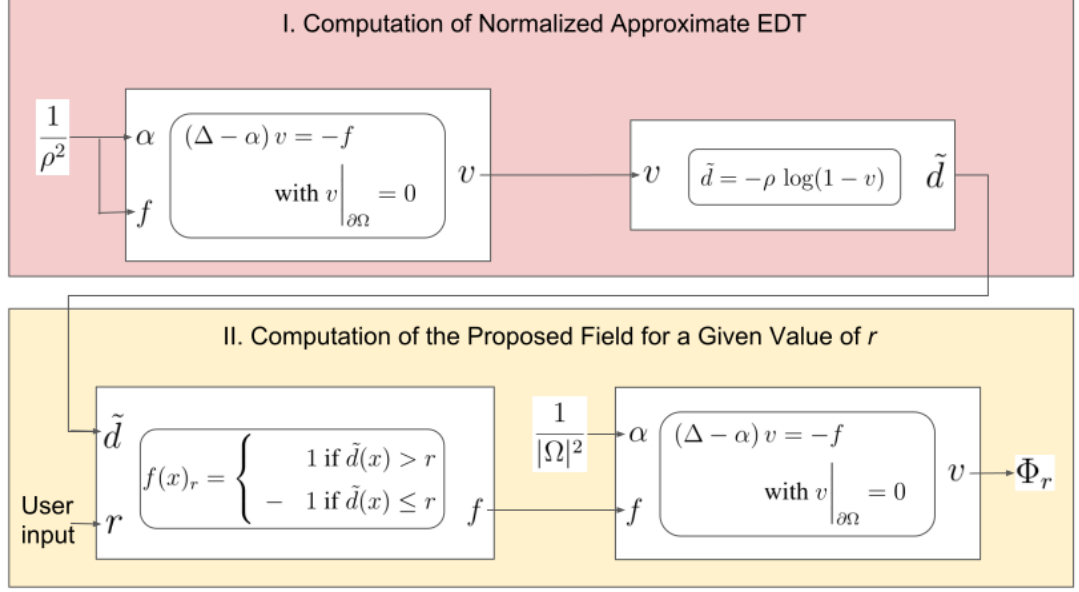 I. Computation of Normalized Approximate EDT
1/ρ²
α
(Δ − α) v = −f
with v|∂Ω = 0
f
v
v
d̃ = −ρ log(1 − v)
d̃
II. Computation of the Proposed Field for a Given Value of r
d̃
f(x)ᵣ = {
1 if d̃(x) > r
− 1 if d̃(x) ≤ r
User
input
r
f
1/|Ω|²
α
(Δ − α) v = −f
with v|∂Ω = 0
f
v
Φᵣ